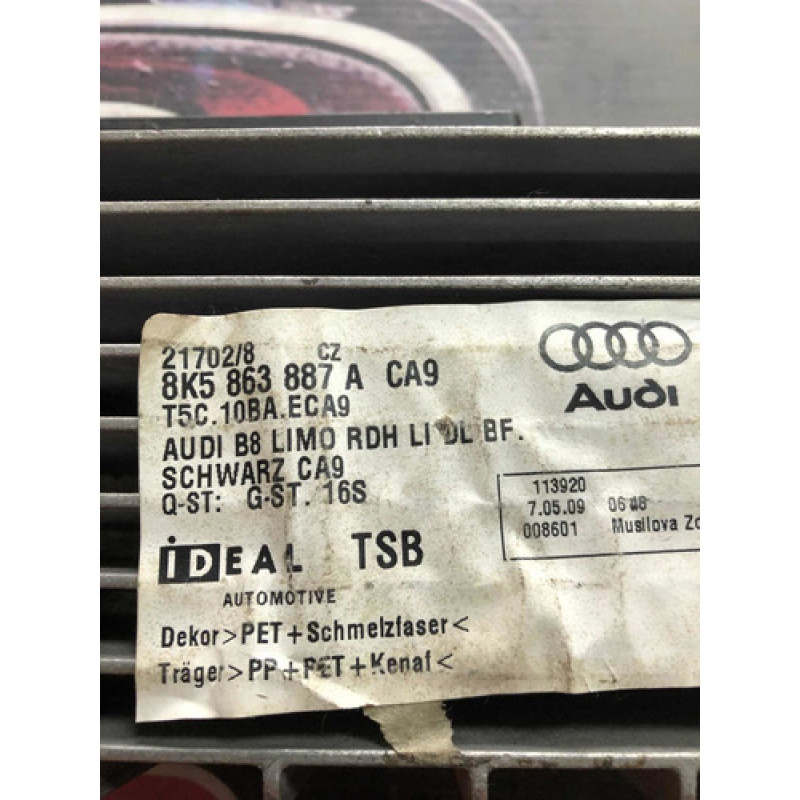 21702/8 CZ
8K5 863 887 A CA9
T5C.10BA.ECA9
AUDI B8 LIMO RDH LI DL BF.
SCHWARZ CA9
Q-ST: G-ST. 16S
Audi
113920
7.05.09 0648
008601 Musilova
iDEAL TSB
AUTOMOTIVE
Dekor>PET+Schmelzfaser<
Träger>PP+PET+Kenaf<